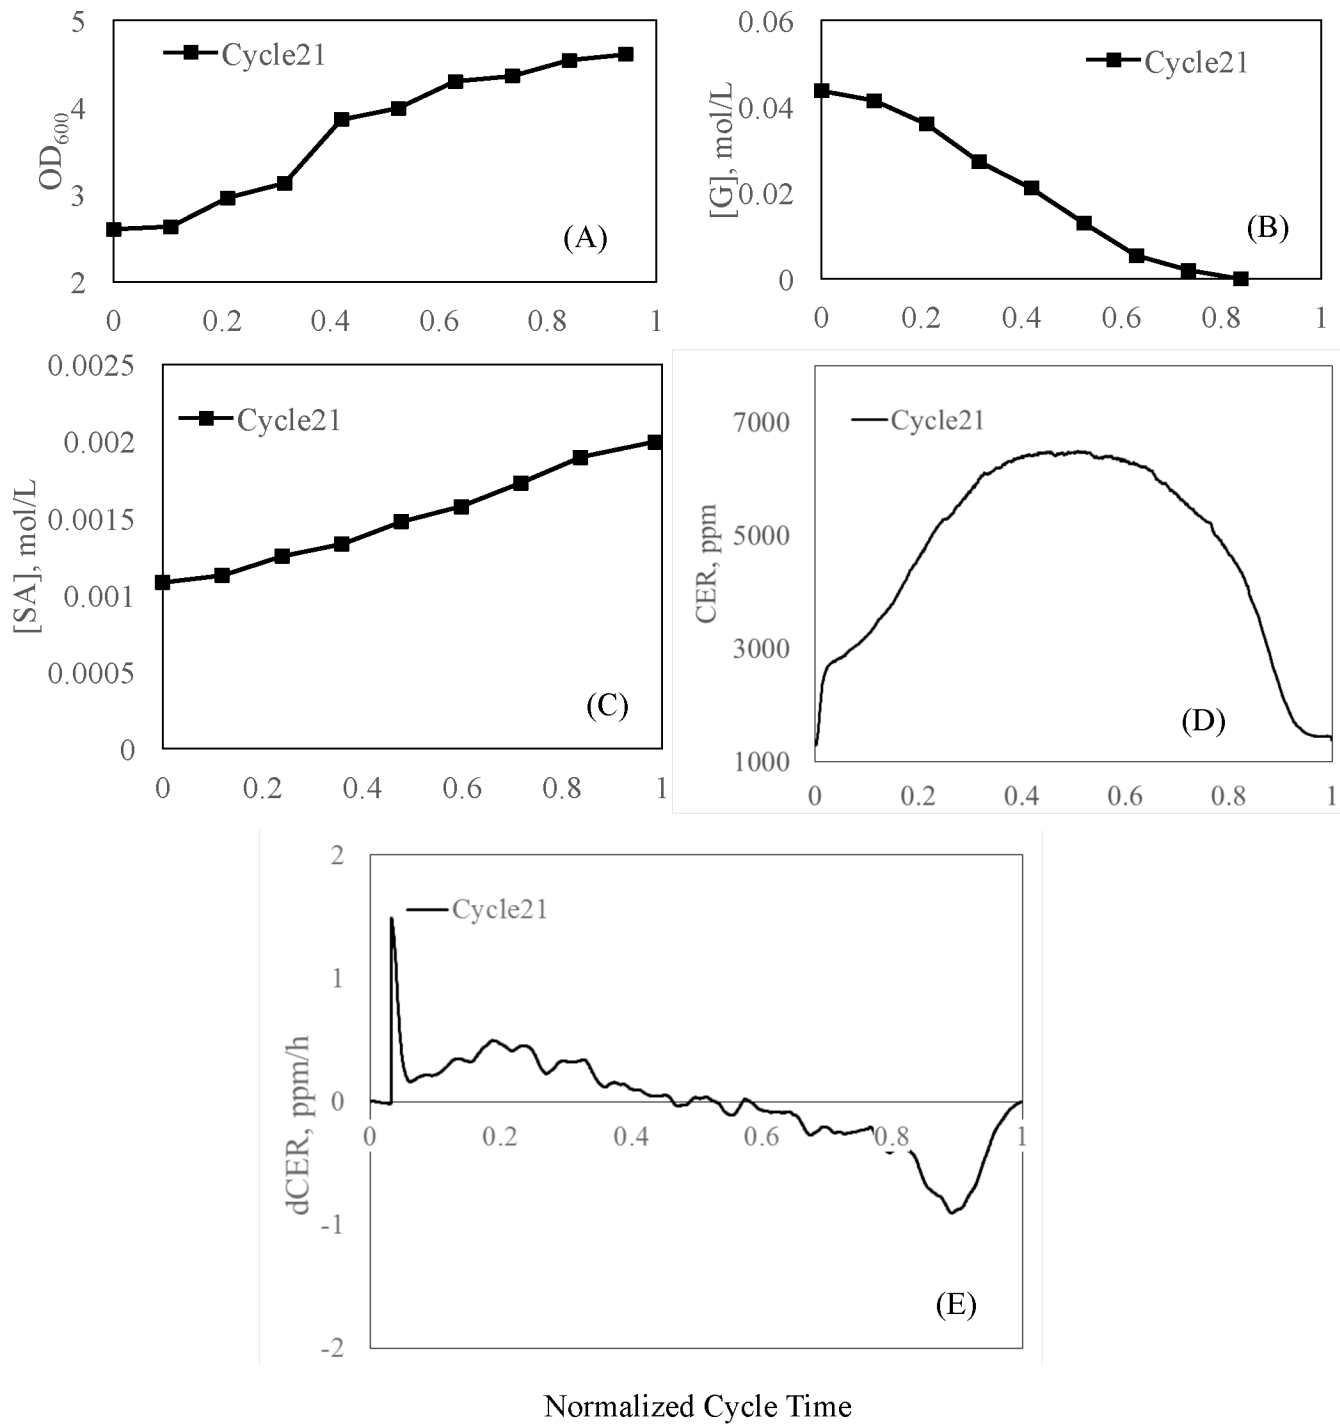 5
4
3
2
OD600
Cycle21
(A)
0 0.2 0.4 0.6 0.8 1
0.06
0.04
0.02
0
[G], mol/L
Cycle21
(B)
0 0.2 0.4 0.6 0.8 1
0.0025
0.002
0.0015
0.001
0.0005
0
[SA], mol/L
Cycle21
(C)
0 0.2 0.4 0.6 0.8 1
7000
5000
3000
1000
CER, ppm
Cycle21
(D)
0 0.2 0.4 0.6 0.8 1
2
1
0
-1
-2
dCER, ppm/h
Cycle21
0 0.2 0.4 0.6 0.8 1
(E)
Normalized Cycle Time